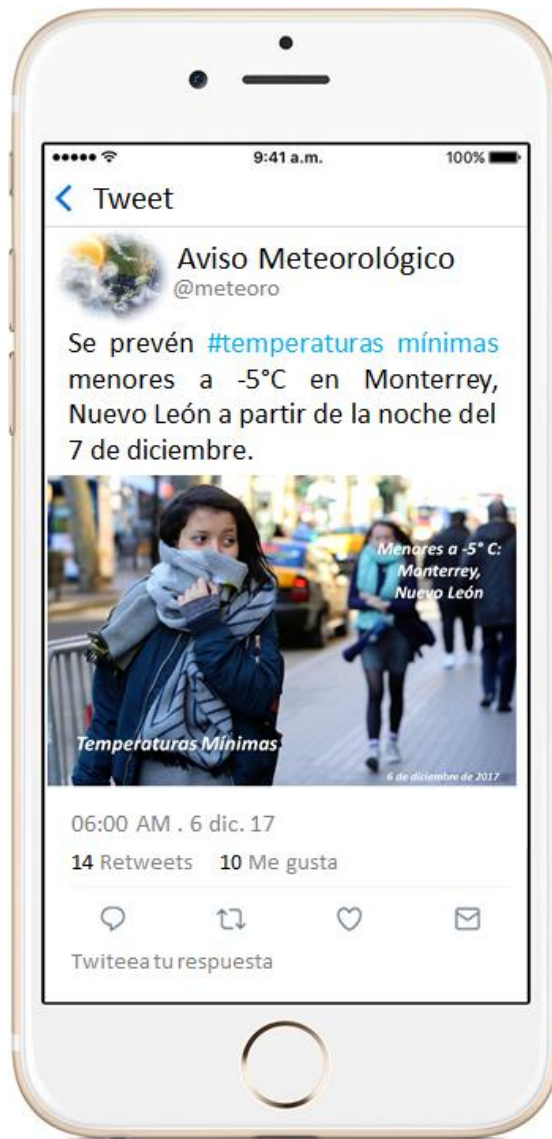 9:41 a.m. 100%
Tweet
Aviso Meteorológico
@meteoro
Se prevén #temperaturas mínimas
menores a -5°C en Monterrey,
Nuevo León a partir de la noche del
7 de diciembre.
Menores a -5° C:
Monterrey,
Nuevo León
Temperaturas Mínimas
6 de diciembre de 2017
06:00 AM . 6 dic. 17
14 Retweets 10 Me gusta
Twiteea tu respuesta